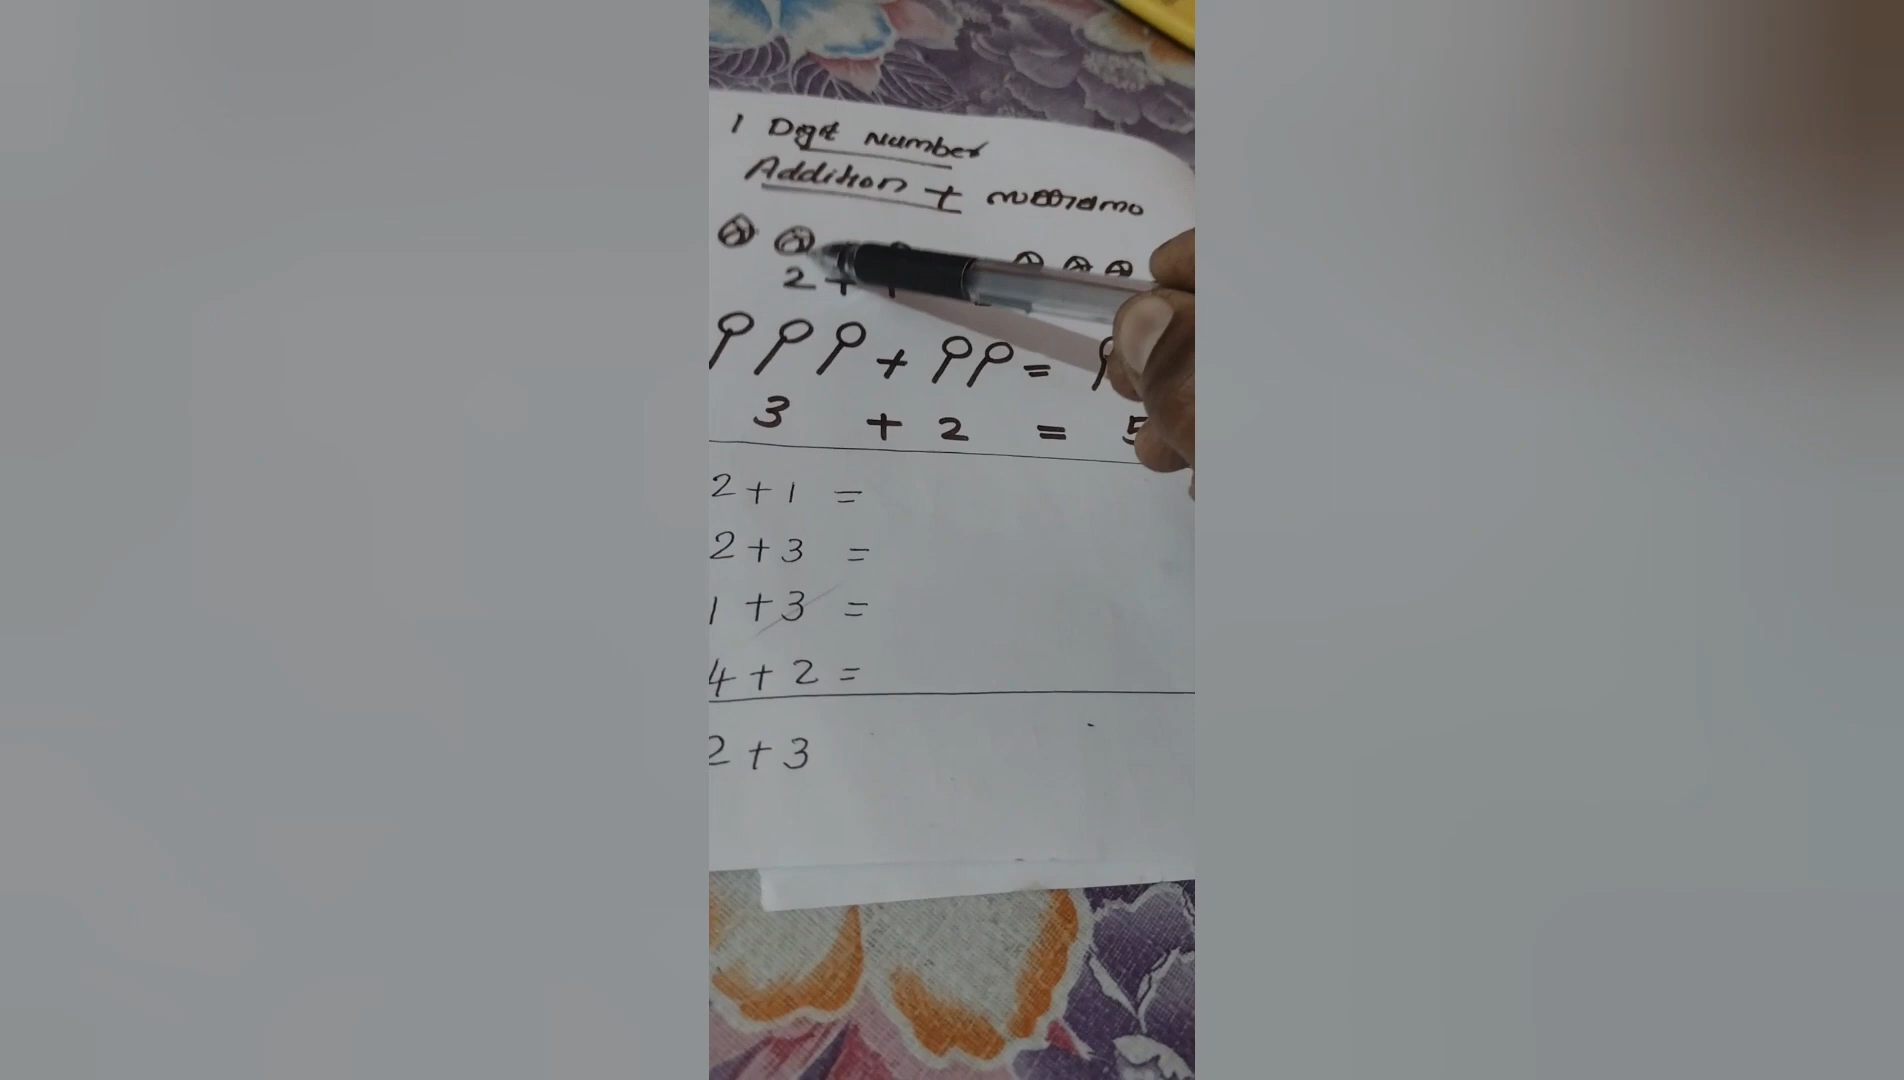 1 Digit Number
Addition +
2 +
+ =
3 + 2 = 5
2 + 1 =
2 + 3 =
1 + 3 =
4 + 2 =
2 + 3